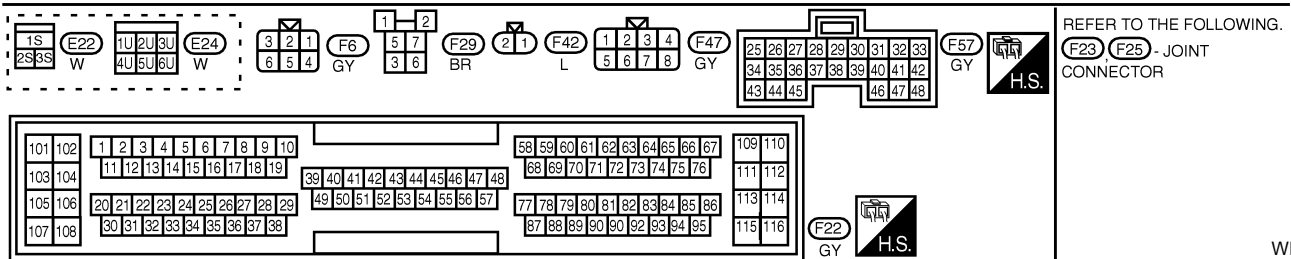 1S
2S 3S
E22
W
1U 2U 3U
4U 5U 6U
E24
W
3 2 1
6 5 4
F6
GY
1 2
5 7
3 6
F29
BR
2 1
F42
L
1 2 3 4
5 6 7 8
F47
GY
25 26 27 28 29 30 31 32 33
34 35 36 37 38 39 40 41 42
43 44 45 46 47 48
F57
GY
H.S.
REFER TO THE FOLLOWING.
F23, F25 - JOINT
CONNECTOR
101 102
103 104
105 106
107 108
1 2 3 4 5 6 7 8 9 10
11 12 13 14 15 16 17 18 19
20 21 22 23 24 25 26 27 28 29
30 31 32 33 34 35 36 37 38
39 40 41 42 43 44 45 46 47 48
49 50 51 52 53 54 55 56 57
58 59 60 61 62 63 64 65 66 67
68 69 70 71 72 73 74 75 76
77 78 79 80 81 82 83 84 85 86
87 88 89 90 90 92 93 94 95
109 110
111 112
113 114
115 116
F22
GY
H.S.